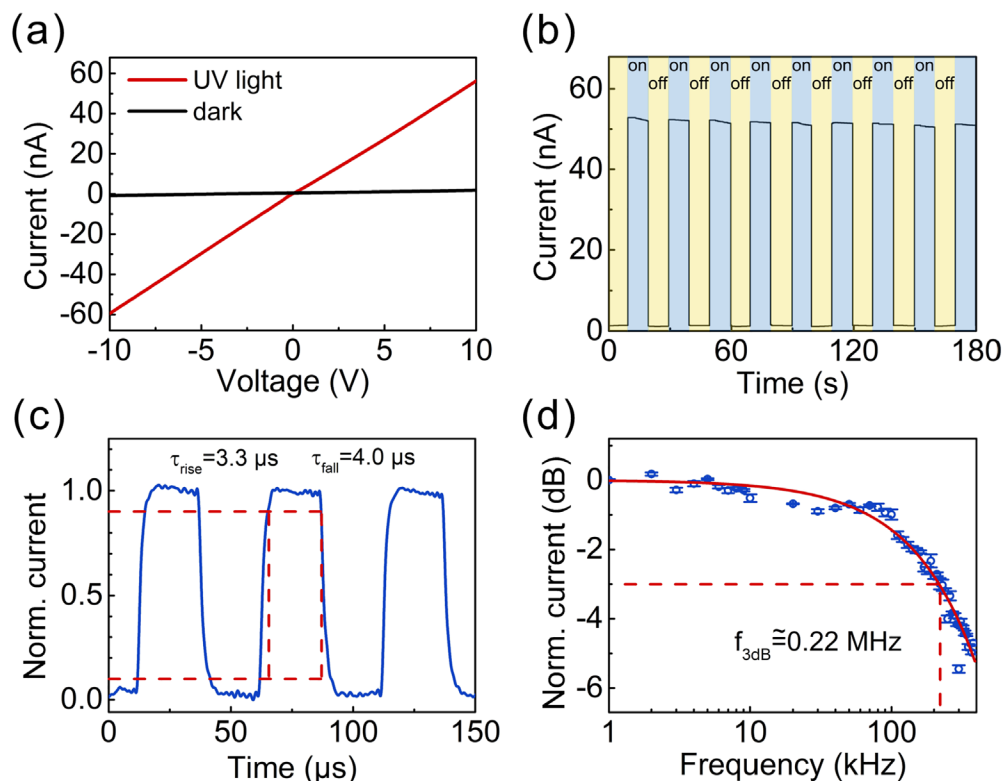 (a)
Current (nA)
60
40
20
0
-20
-40
-60
UV light
dark
-10
-5
0
5
10
Voltage (V)
(b)
Current (nA)
60
40
20
0
on on on on on on on on on
off off off off off off off off
0
60
120
180
Time (s)
(c)
Norm. current
1.0
0.5
0.0
τrise=3.3 μs
τfall=4.0 μs
0
50
100
150
Time (μs)
(d)
Norm. current (dB)
0
-2
-4
-6
f3dB≅0.22 MHz
1
10
100
Frequency (kHz)